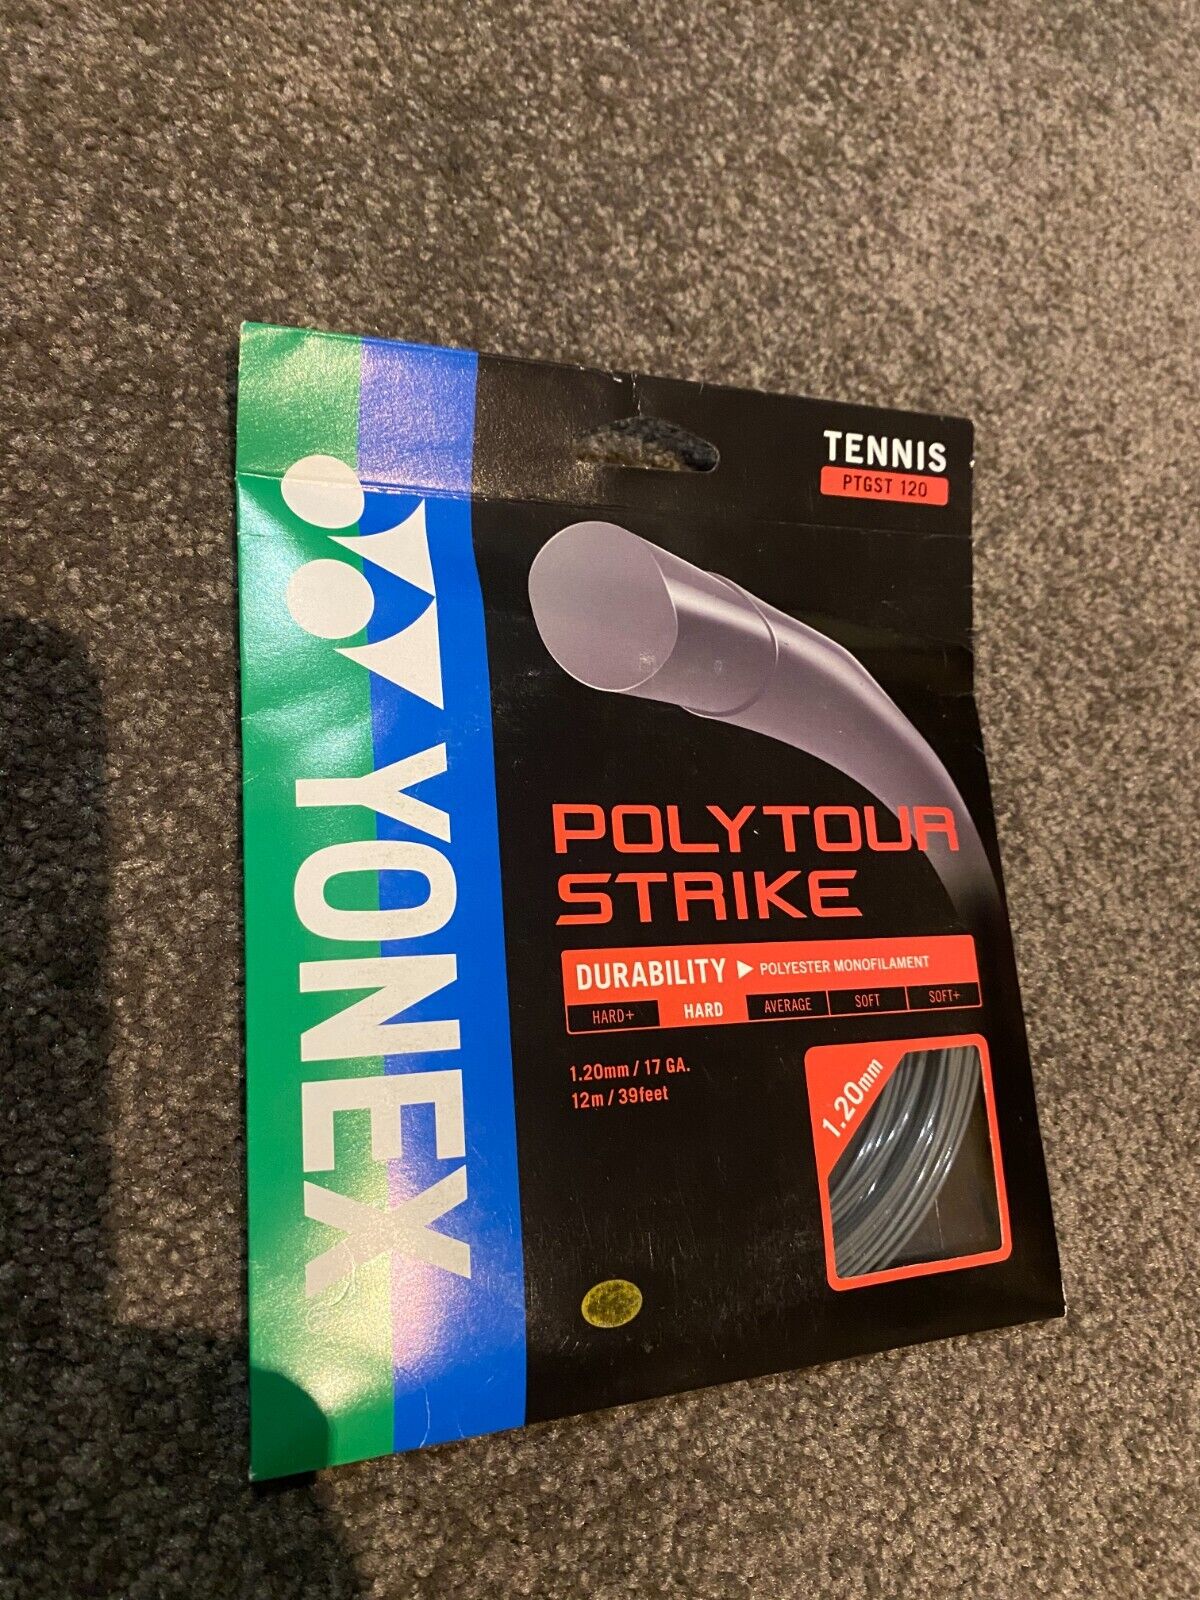 TENNIS
PTGST 120
YONEX
POLYTOUR
STRIKE
DURABILITY ▶ POLYESTER MONOFILAMENT
HARD+ HARD AVERAGE SOFT SOFT+
1.20mm / 17 GA.
12m / 39feet
1.20mm